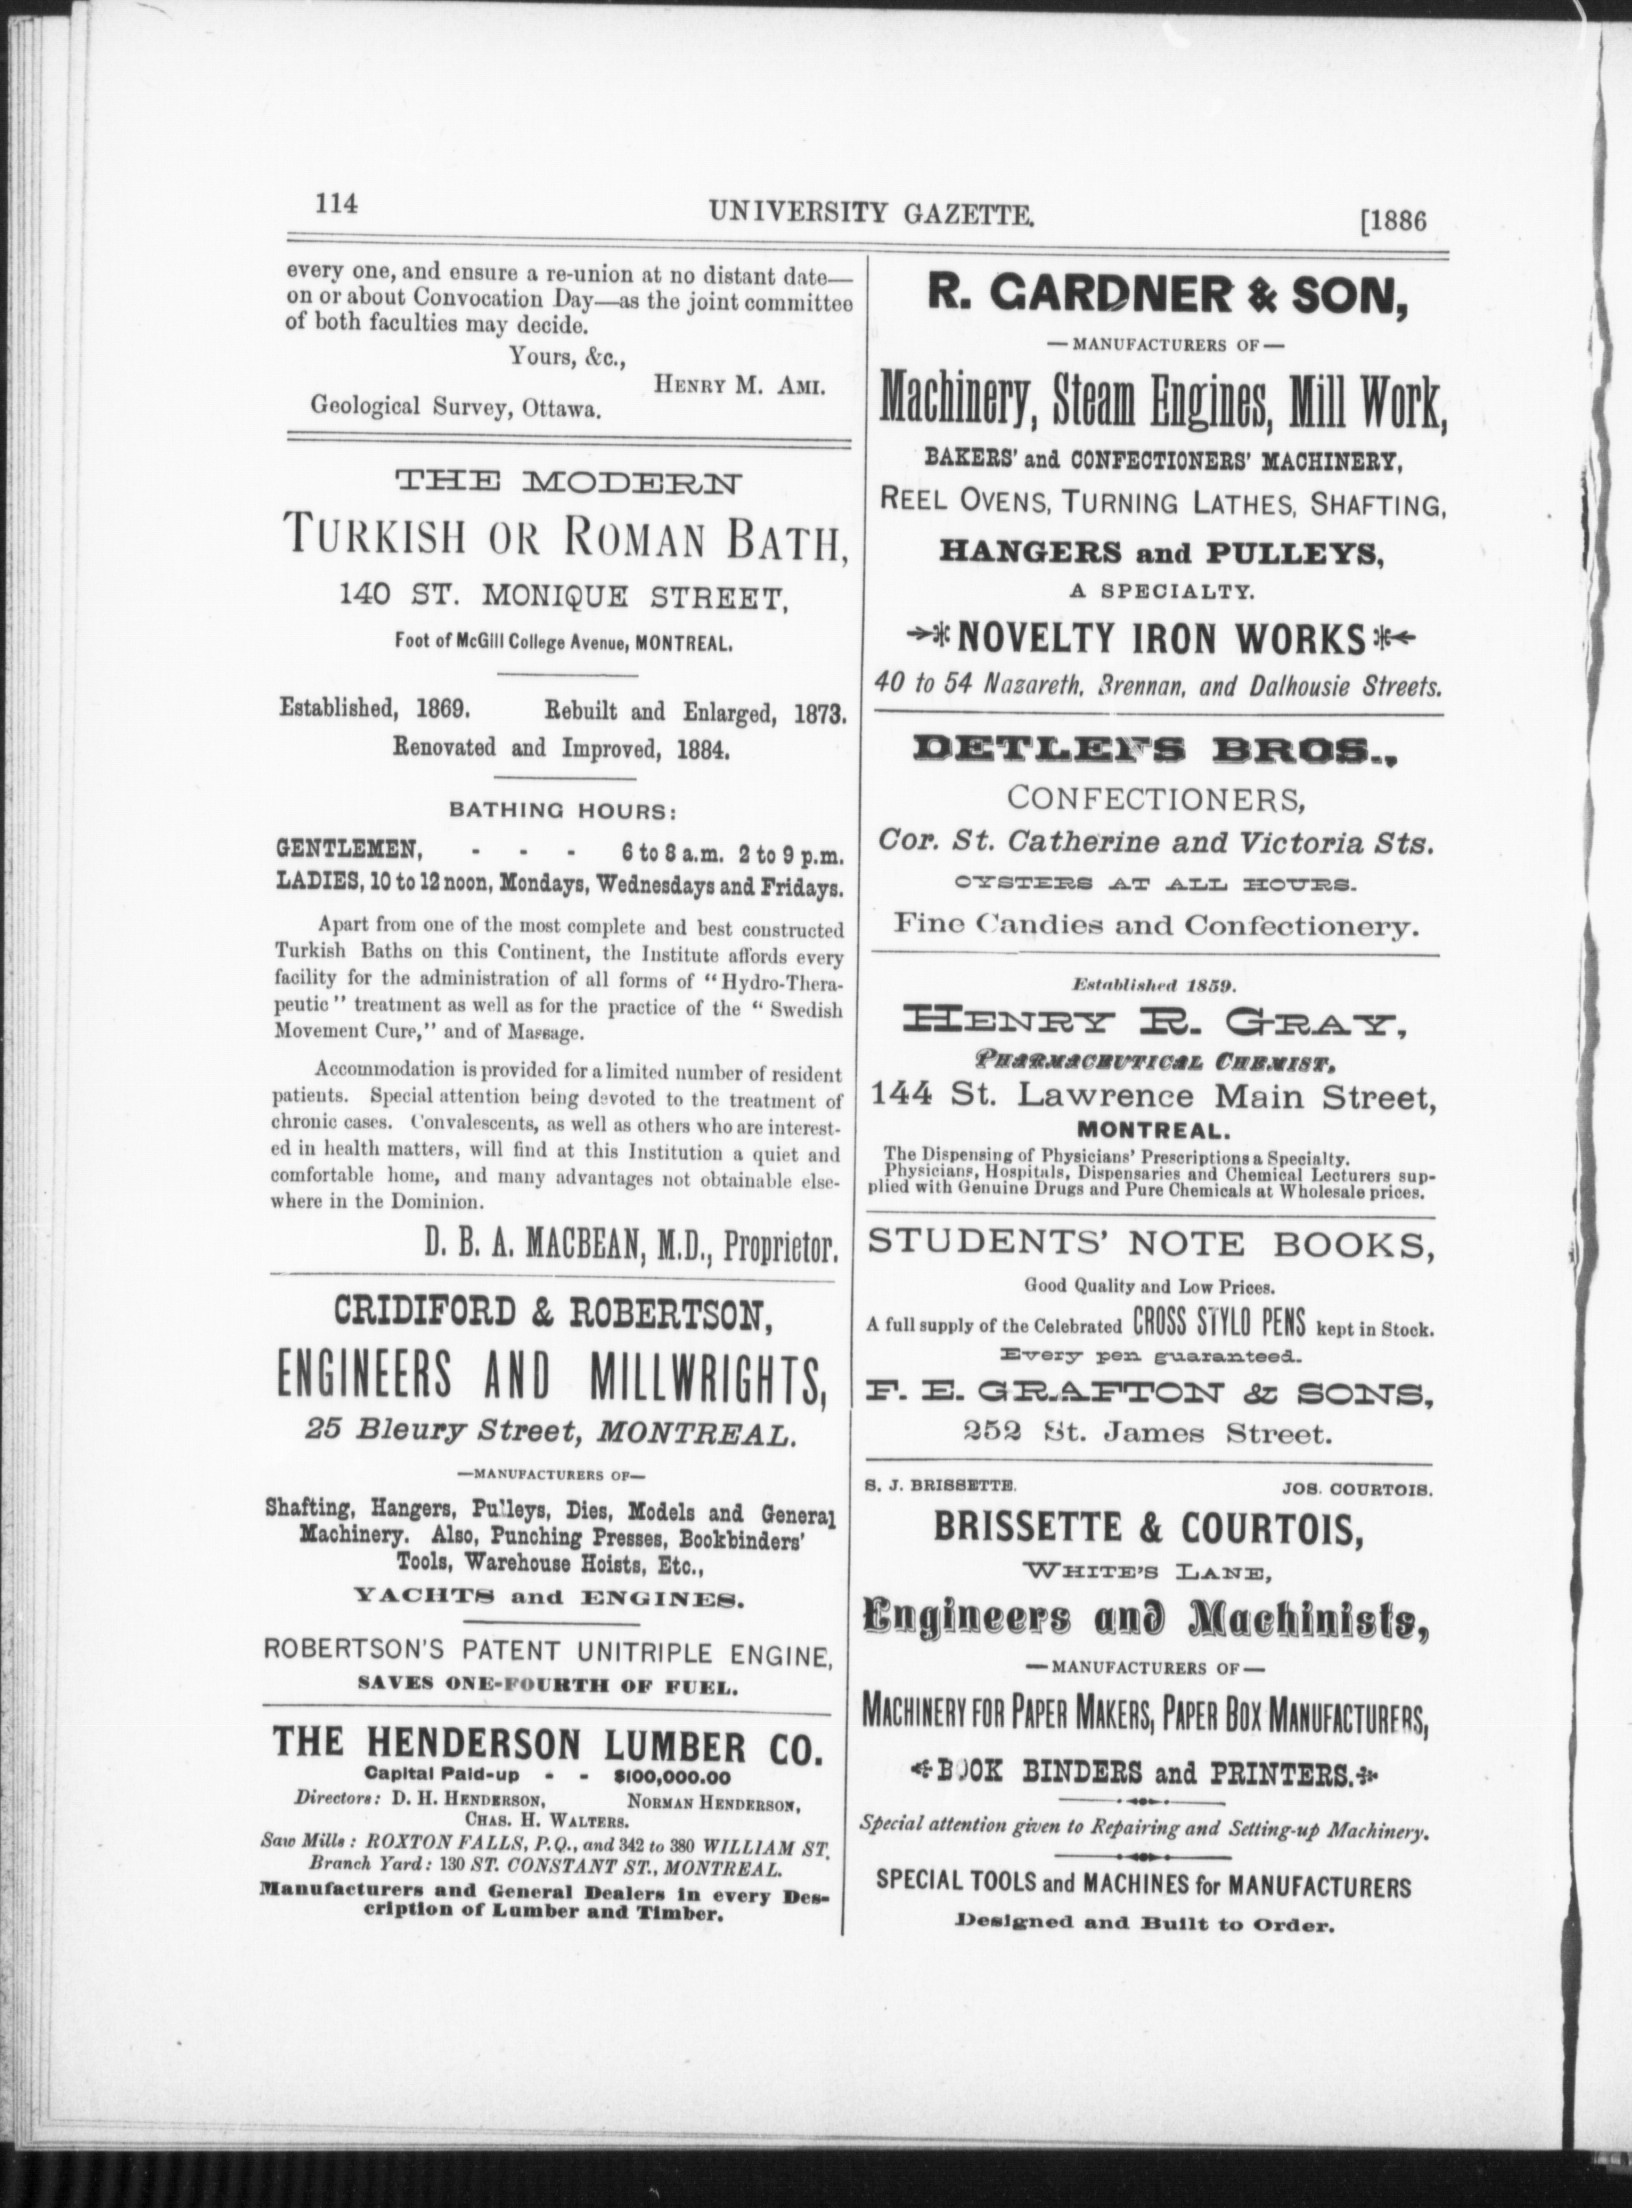 114
UNIVERSITY GAZETTE.
[1886
every one, and ensure a re-union at no distant date—
on or about Convocation Day—as the joint committee
of both faculties may decide.
Yours, &c.,
HENRY M. AMI.
Geological Survey, Ottawa.
THE MODERN
TURKISH OR ROMAN BATH,
140 ST. MONIQUE STREET,
Foot of McGill College Avenue, MONTREAL.
Established, 1869. Rebuilt and Enlarged, 1873.
Renovated and Improved, 1884.
BATHING HOURS:
GENTLEMEN, - - - 6 to 8 a.m. 2 to 9 p.m.
LADIES, 10 to 12 noon, Mondays, Wednesdays and Fridays.
Apart from one of the most complete and best constructed
Turkish Baths on this Continent, the Institute affords every
facility for the administration of all forms of "Hydro-Thera-
peutic" treatment as well as for the practice of the "Swedish
Movement Cure," and of Massage.
Accommodation is provided for a limited number of resident
patients. Special attention being devoted to the treatment of
chronic cases. Convalescents, as well as others who are interest-
ed in health matters, will find at this Institution a quiet and
comfortable home, and many advantages not obtainable else-
where in the Dominion.
D. B. A. MACBEAN, M.D., Proprietor.
CRIDIFORD & ROBERTSON,
ENGINEERS AND MILLWRIGHTS,
25 Bleury Street, MONTREAL.
—MANUFACTURERS OF—
Shafting, Hangers, Pulleys, Dies, Models and General
Machinery. Also, Punching Presses, Bookbinders'
Tools, Warehouse Hoists, Etc.,
YACHTS and ENGINES.
ROBERTSON'S PATENT UNITRIPLE ENGINE,
SAVES ONE-FOURTH OF FUEL.
THE HENDERSON LUMBER CO.
Capital Paid-up - - $100,000.00
Directors: D. H. HENDERSON, NORMAN HENDERSON,
CHAS. H. WALTERS.
Saw Mills: ROXTON FALLS, P.Q., and 342 to 380 WILLIAM ST.
Branch Yard: 130 ST. CONSTANT ST., MONTREAL.
Manufacturers and General Dealers in every Des-
cription of Lumber and Timber.
R. GARDNER & SON,
—MANUFACTURERS OF—
Machinery, Steam Engines, Mill Work,
BAKERS' and CONFECTIONERS' MACHINERY,
REEL OVENS, TURNING LATHES, SHAFTING,
HANGERS and PULLEYS,
A SPECIALTY.
NOVELTY IRON WORKS
40 to 54 Nazareth, Brennan, and Dalhousie Streets.
DETLEFS BROS.,
CONFECTIONERS,
Cor. St. Catherine and Victoria Sts.
OYSTERS AT ALL HOURS.
Fine Candies and Confectionery.
Established 1859.
HENRY R. GRAY,
PHARMACEUTICAL CHEMIST,
144 St. Lawrence Main Street,
MONTREAL.
The Dispensing of Physicians' Prescriptions a Specialty.
Physicians, Hospitals, Dispensaries and Chemical Lecturers sup-
plied with Genuine Drugs and Pure Chemicals at Wholesale prices.
STUDENTS' NOTE BOOKS,
Good Quality and Low Prices.
A full supply of the Celebrated CROSS STYLO PENS kept in Stock.
Every pen guaranteed.
F. E. GRAFTON & SONS,
252 St. James Street.
S. J. BRISSETTE. JOS. COURTOIS.
BRISSETTE & COURTOIS,
WHITE'S LANE,
Engineers and Machinists,
—MANUFACTURERS OF—
MACHINERY FOR PAPER MAKERS, PAPER BOX MANUFACTURERS,
BOOK BINDERS and PRINTERS.
Special attention given to Repairing and Setting-up Machinery.
SPECIAL TOOLS and MACHINES for MANUFACTURERS
Designed and Built to Order.